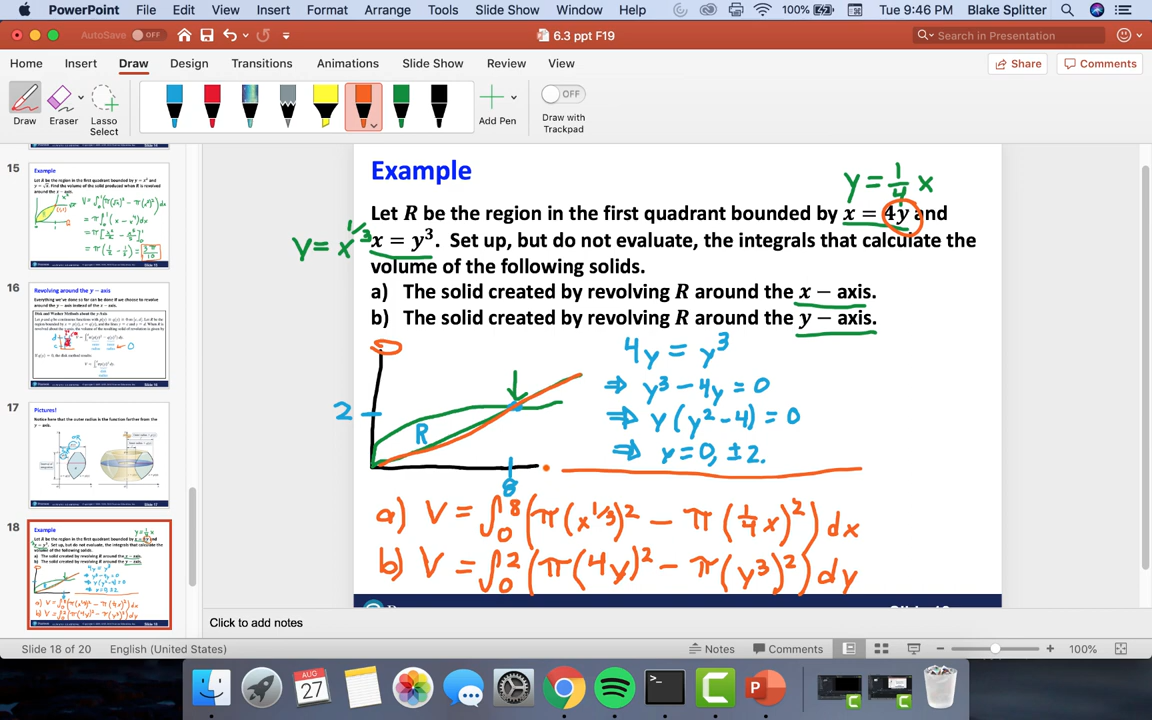 PowerPoint File Edit View Insert Format Arrange Tools Slide Show Window Help 100% Tue 9:46 PM Blake Splitter
AutoSave OFF 6.3 ppt F19 Search in Presentation
Home Insert Draw Design Transitions Animations Slide Show Review View Share Comments
Draw Eraser Lasso Select Add Pen OFF Draw with Trackpad
15
16
17
18
Example
y = 1/4 x
Let R be the region in the first quadrant bounded by x = 4y and
y = x^1/3
x = y³. Set up, but do not evaluate, the integrals that calculate the
volume of the following solids.
a) The solid created by revolving R around the x − axis.
b) The solid created by revolving R around the y − axis.
4y = y³
⇒ y³ − 4y = 0
⇒ y(y² − 4) = 0
⇒ y = 0, ±2.
2
R
8
a) V = ∫₀⁸ (π(x^1/3)² − π(1/4 x)²) dx
b) V = ∫₀² (π(4y)² − π(y³)²) dy
Click to add notes
Slide 18 of 20 English (United States) Notes Comments 100%
AUG
27